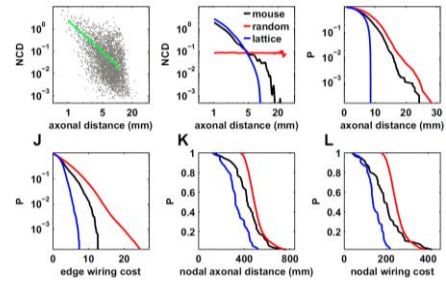 NCD
10⁰
10⁻¹
10⁻²
10⁻³
1 5 20
axonal distance (mm)
NCD
10⁰
10⁻¹
10⁻²
10⁻³
mouse
random
lattice
1 5 20
axonal distance (mm)
P
10⁻¹
10⁻²
10⁻³
0 10 20 30
axonal distance (mm)
J
P
10⁻¹
10⁻²
10⁻³
0 5 10 15 20 25
edge wiring cost
K
P
1
0.8
0.6
0.4
0.2
0 400 800
nodal axonal distance (mm)
L
P
1
0.8
0.6
0.4
0.2
0 200 400
nodal wiring cost